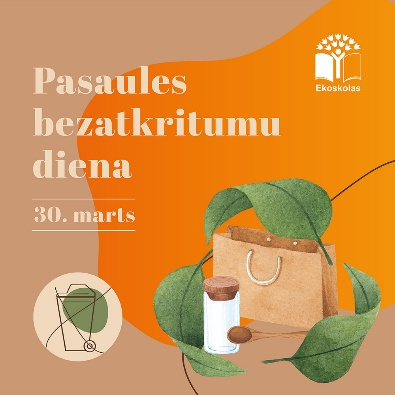 Pasaules
bezatkritumu
diena
30. marts
Ekoskolas